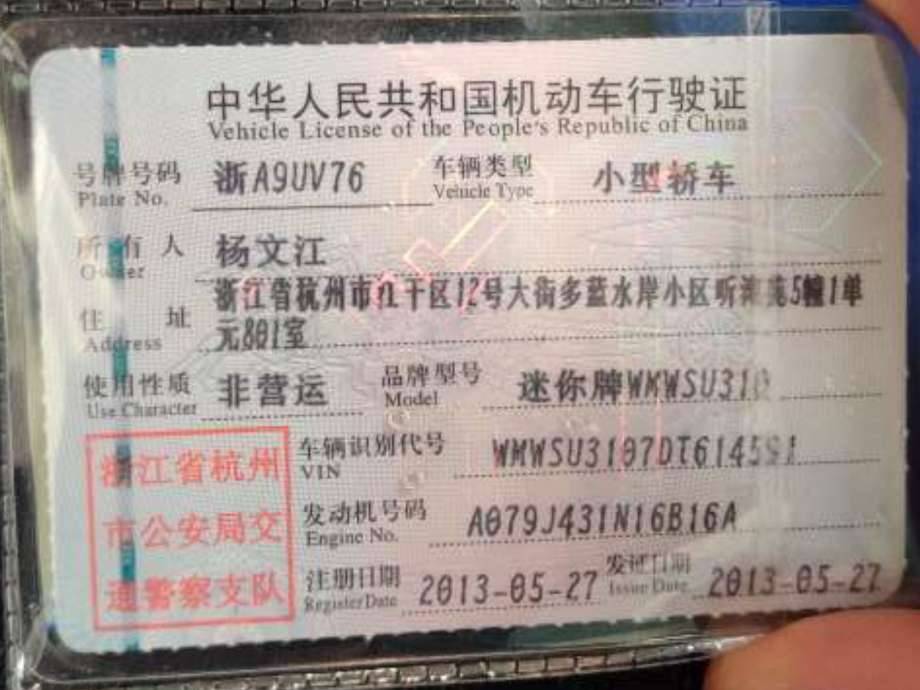 中华人民共和国机动车行驶证
Vehicle License of the People's Republic of China
号牌号码 浙A9UV76 车辆类型 小型轿车
Plate No. Vehicle Type
所有人 杨文江
Owner
住址 浙江省杭州市江干区12号大街多蓝水岸小区听涛苑5幢1单
Address 元801室
使用性质 非营运 品牌型号 迷你牌WMWSU310
Use Character Model
浙江省杭州 车辆识别代号 WMWSU3107DT614591
VIN
市公安局交 发动机号码 A079J431N16B16A
Engine No.
通警察支队 注册日期 2013-05-27 发证日期 2013-05-27
Register Date Issue Date